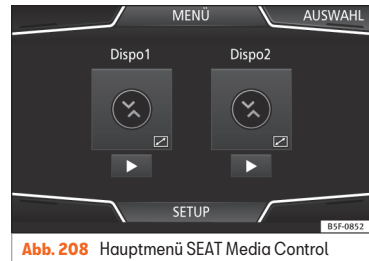 MENÜ AUSWAHL
Dispo1 Dispo2
SETUP
B5F-0852
Abb. 208 Hauptmenü SEAT Media Control